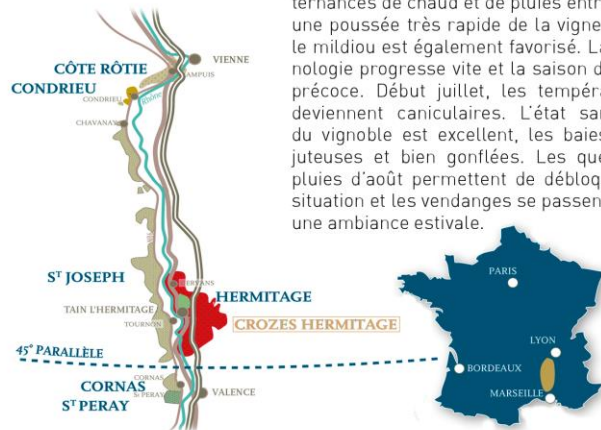 ternances de chaud et de pluies entr
une poussée très rapide de la vigne
le mildiou est également favorisé. La
nologie progresse vite et la saison d
précoce. Début juillet, les tempéra
deviennent caniculaires. L'état san
du vignoble est excellent, les baies
juteuses et bien gonflées. Les que
pluies d'août permettent de débloq
situation et les vendanges se passen
une ambiance estivale.
VIENNE
CÔTE RÔTIE
AMPUIS
CONDRIEU
CONDRIEU
Rhône
CHAVANAY
ST JOSEPH
GERVANS
HERMITAGE
TAIN L'HERMITAGE
TOURNON
CROZES HERMITAGE
45° PARALLÈLE
CORNAS
CORNAS
ST PERAY
ST PERAY
VALENCE
PARIS
LYON
BORDEAUX
MARSEILLE